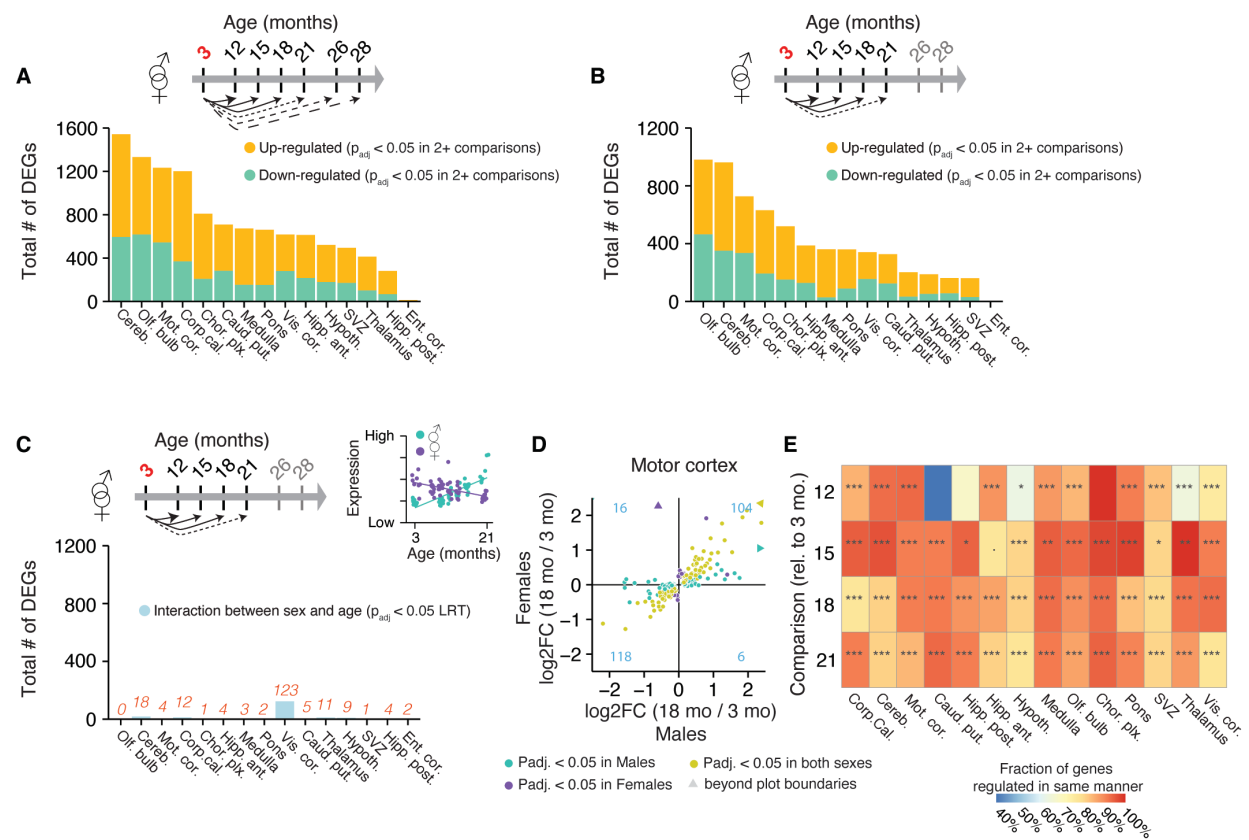 A
Age (months)
3 12 15 18 21 26 28
Total # of DEGs
1600
1200
800
400
0
Up-regulated (padj < 0.05 in 2+ comparisons)
Down-regulated (padj < 0.05 in 2+ comparisons)
Cereb. Olf. bulb Mot. cor. Corp.cal. Chor. plx. Caud. put. Medulla Pons Vis. cor. Hipp. ant. Hypoth. SVZ Thalamus Hipp. post. Ent. cor.
B
Age (months)
3 12 15 18 21 26 28
Total # of DEGs
1200
800
400
0
Up-regulated (padj < 0.05 in 2+ comparisons)
Down-regulated (padj < 0.05 in 2+ comparisons)
Olf. bulb Cereb. Mot. cor. Corp.cal. Chor. plx. Hipp. ant. Medulla Pons Vis. cor. Caud. put. Thalamus Hypoth. Hipp. post. SVZ Ent. cor.
C
Age (months)
3 12 15 18 21 26 28
High
Low
Expression
3 21
Age (months)
Total # of DEGs
1200
800
400
0
Interaction between sex and age (padj < 0.05 LRT)
0 18 4 12 1 4 3 2 123 5 11 9 1 4 2
Olf. bulb Cereb. Mot. cor. Corp.cal. Chor. plx. Hipp. ant. Medulla Pons Vis. cor. Caud. put. Thalamus Hypoth. SVZ Hipp. post. Ent. cor.
D
Motor cortex
16 104
118 6
Females
log2FC (18 mo / 3 mo)
2
1
0
-1
-2
-2 -1 0 1 2
log2FC (18 mo / 3 mo)
Males
Padj. < 0.05 in Males
Padj. < 0.05 in both sexes
Padj. < 0.05 in Females
beyond plot boundaries
E
Comparison (rel. to 3 mo.)
12
*** *** *** *** * *** *** *** *** *** ***
15
*** *** *** *** * . *** ** *** *** *** * ** ***
18
*** *** *** *** *** *** *** *** *** *** *** *** *** ***
21
*** *** *** *** *** *** *** *** *** *** *** *** *** ***
Corp.Cal. Cereb. Mot. cor. Caud. put. Hipp. post. Hipp. ant. Hypoth. Medulla Olf. bulb Chor. plx. Pons SVZ Thalamus Vis. cor.
Fraction of genes
regulated in same manner
40% 50% 60% 70% 80% 90% 100%